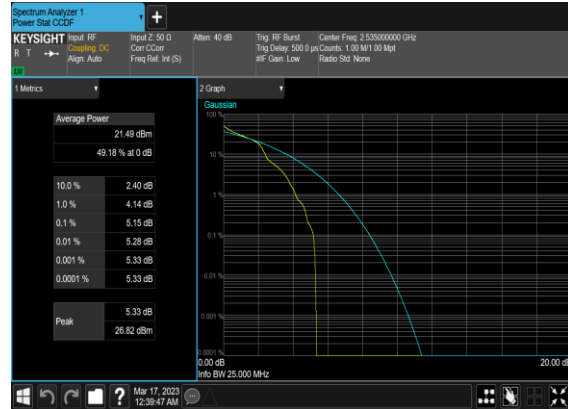 Spectrum Analyzer 1
Power Stat CCDF
KEYSIGHT
R T
LM
Input: RF
Coupling: DC
Align: Auto
Input Z: 50 Ω
Corr CCorr
Freq Ref: Int (S)
Atten: 40 dB
Trig: RF Burst
Trig Delay: 500.0 µs
#IF Gain: Low
Center Freq: 2.535000000 GHz
Counts: 1.00 M/1.00 Mpt
Radio Std: None
1 Metrics
Average Power
21.49 dBm
49.18 % at 0 dB
10.0 % 2.40 dB
1.0 % 4.14 dB
0.1 % 5.15 dB
0.01 % 5.28 dB
0.001 % 5.33 dB
0.0001 % 5.33 dB
Peak
5.33 dB
26.82 dBm
2 Graph
Gaussian
100 %
10 %
1 %
0.1 %
0.01 %
0.001 %
0.0001 %
0.00 dB
20.00 dB
Info BW 25.000 MHz
?
Mar 17, 2023
12:39:47 AM